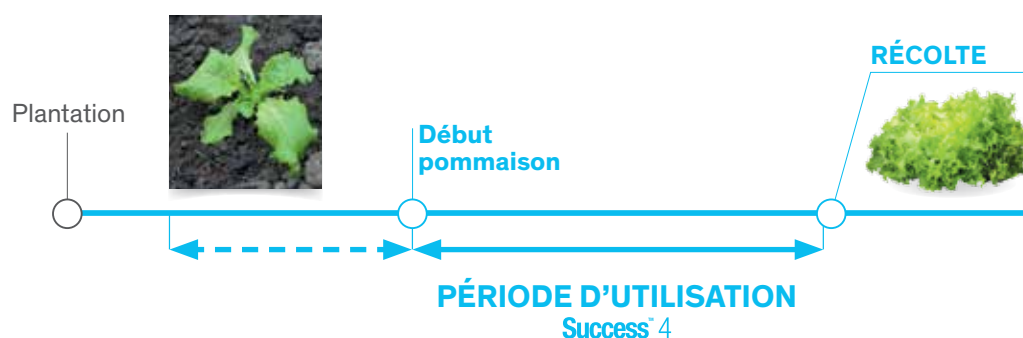 Plantation
Début
pommaison
RÉCOLTE
PÉRIODE D’UTILISATION
Success™ 4